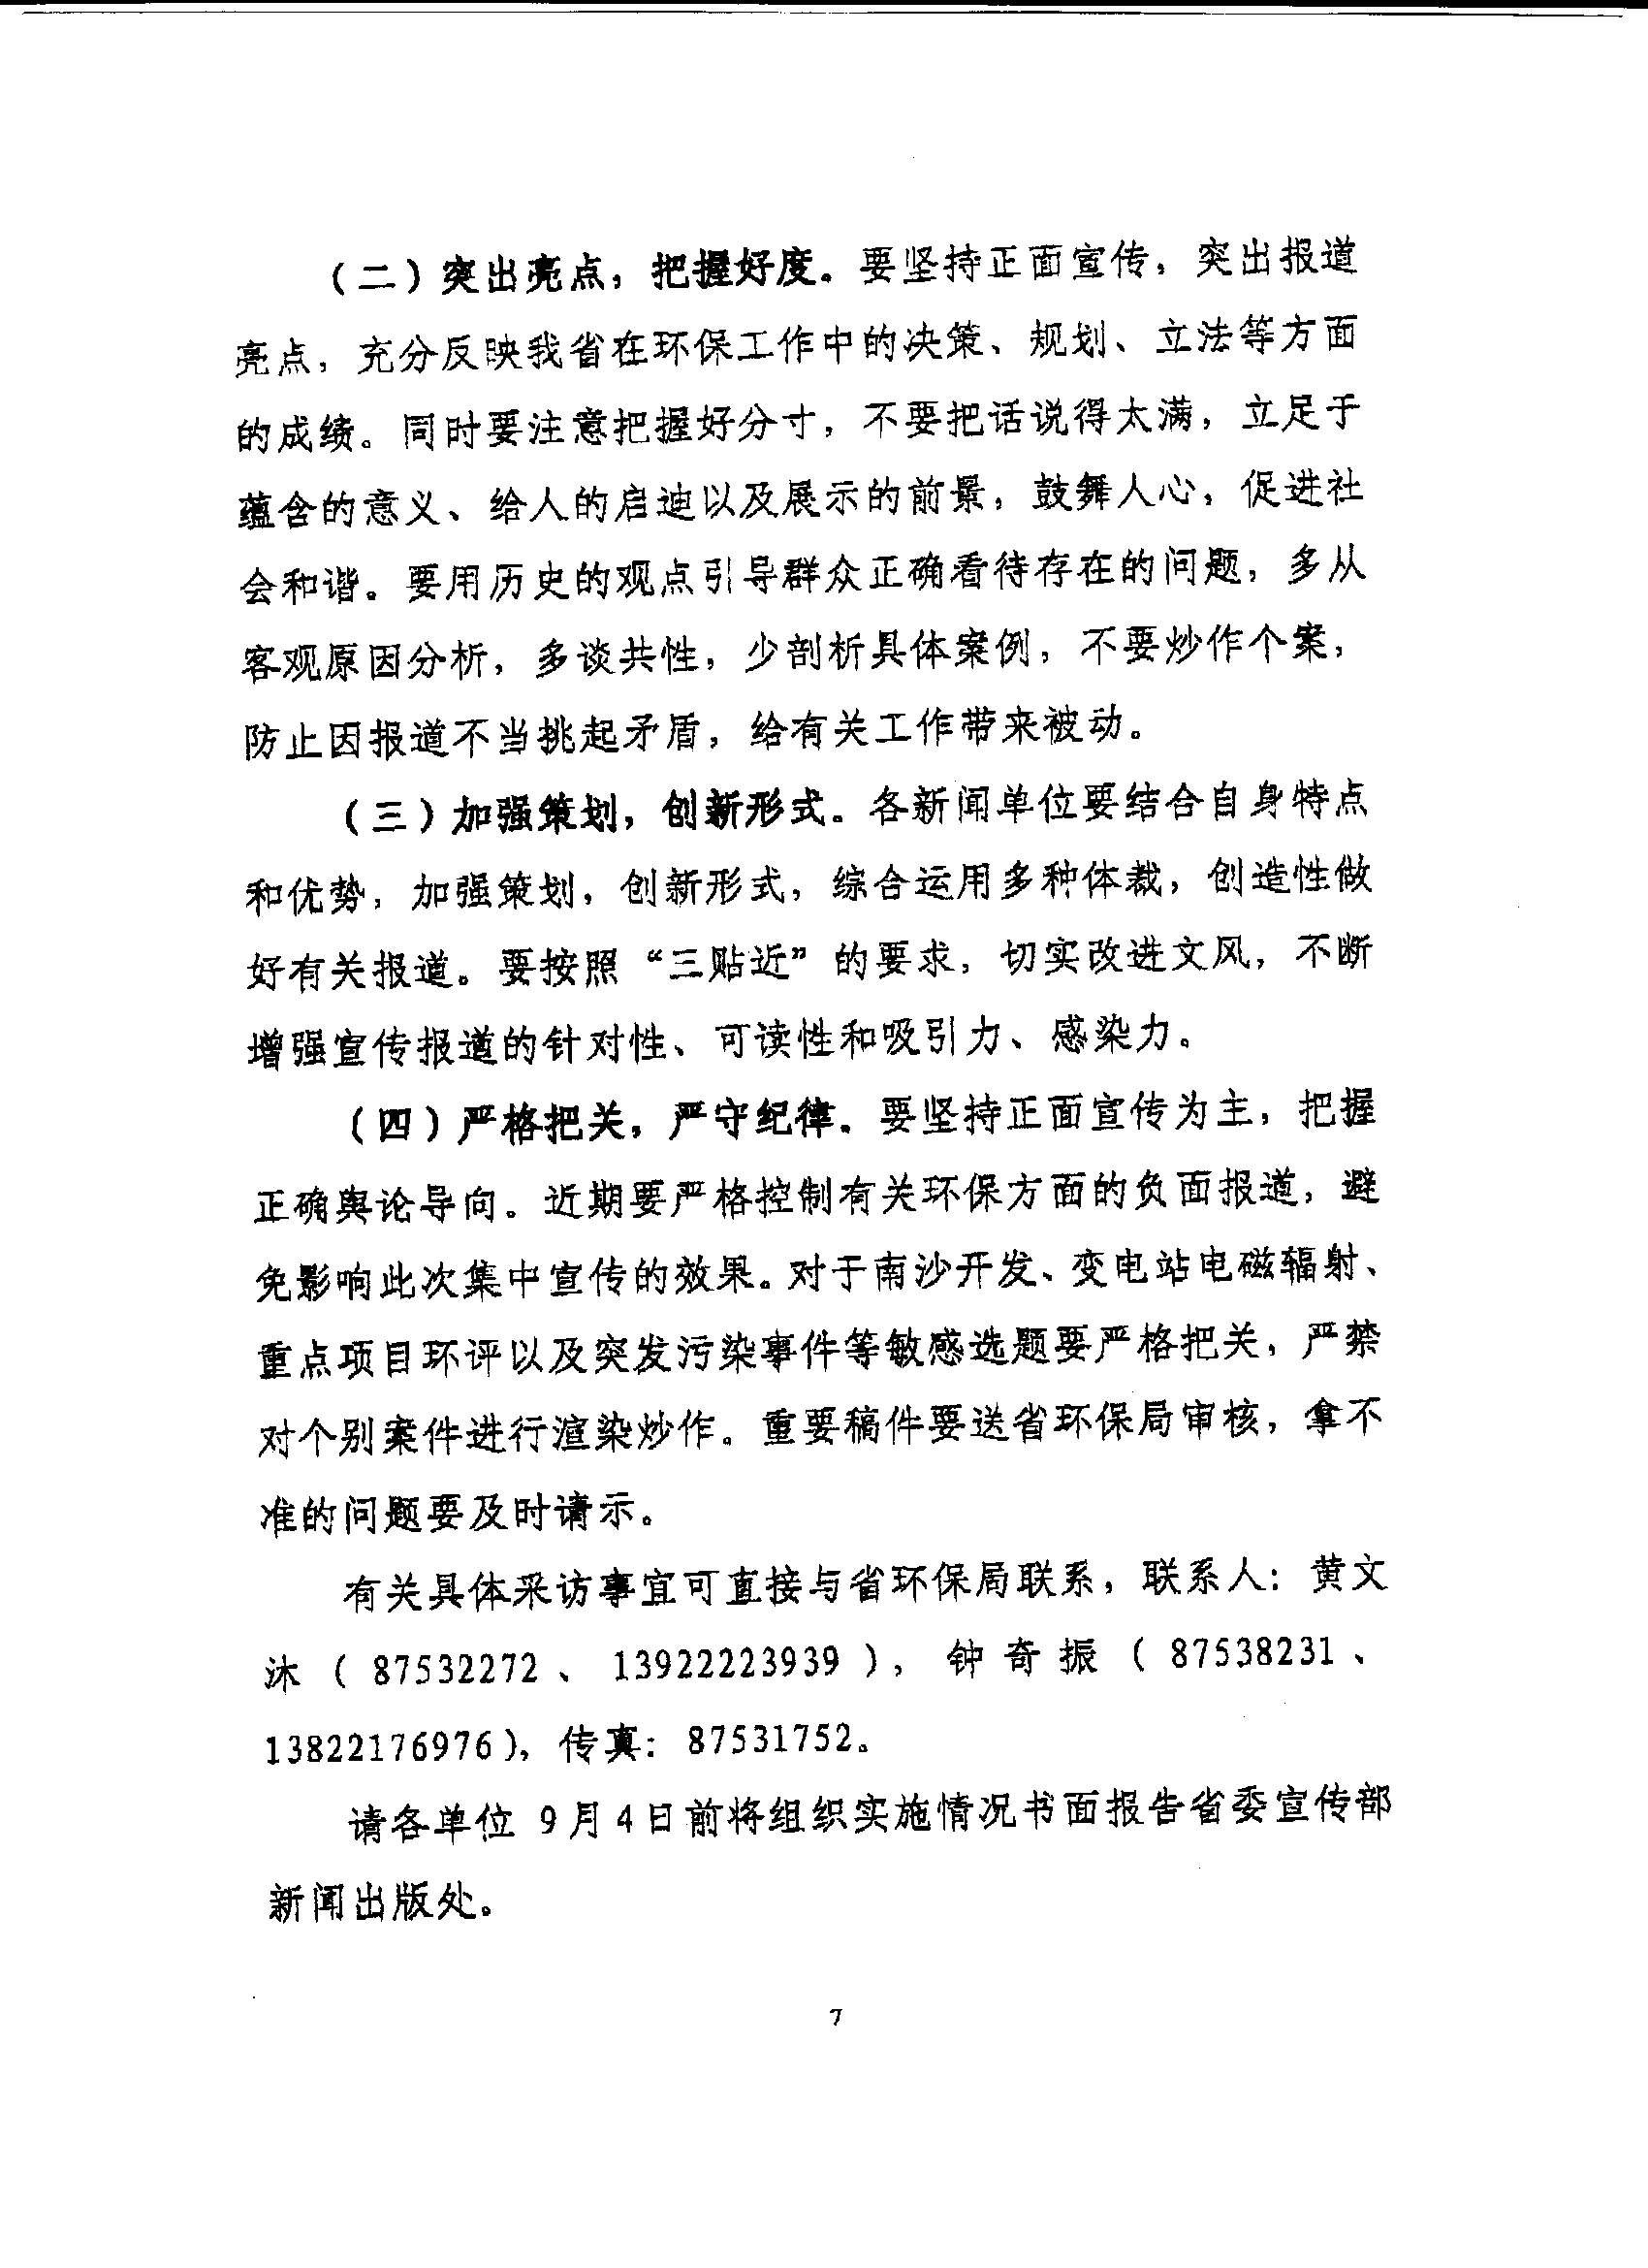 （二）突出亮点，把握好度。要坚持正面宣传，突出报道
亮点，充分反映我省在环保工作中的决策、规划、立法等方面
的成绩。同时要注意把握好分寸，不要把话说得太满，立足于
蕴含的意义、给人的启迪以及展示的前景，鼓舞人心，促进社
会和谐。要用历史的观点引导群众正确看待存在的问题，多从
客观原因分析，多谈共性，少剖析具体案例，不要炒作个案，
防止因报道不当挑起矛盾，给有关工作带来被动。
（三）加强策划，创新形式。各新闻单位要结合自身特点
和优势，加强策划，创新形式，综合运用多种体裁，创造性做
好有关报道。要按照“三贴近”的要求，切实改进文风，不断
增强宣传报道的针对性、可读性和吸引力、感染力。
（四）严格把关，严守纪律。要坚持正面宣传为主，把握
正确舆论导向。近期要严格控制有关环保方面的负面报道，避
免影响此次集中宣传的效果。对于南沙开发、变电站电磁辐射、
重点项目环评以及突发污染事件等敏感选题要严格把关，严禁
对个别案件进行渲染炒作。重要稿件要送省环保局审核，拿不
准的问题要及时请示。
有关具体采访事宜可直接与省环保局联系，联系人：黄文
沐（87532272、13922223939），钟奇振（87538231、
13822176976），传真：87531752。
请各单位 9 月 4 日前将组织实施情况书面报告省委宣传部
新闻出版处。
7